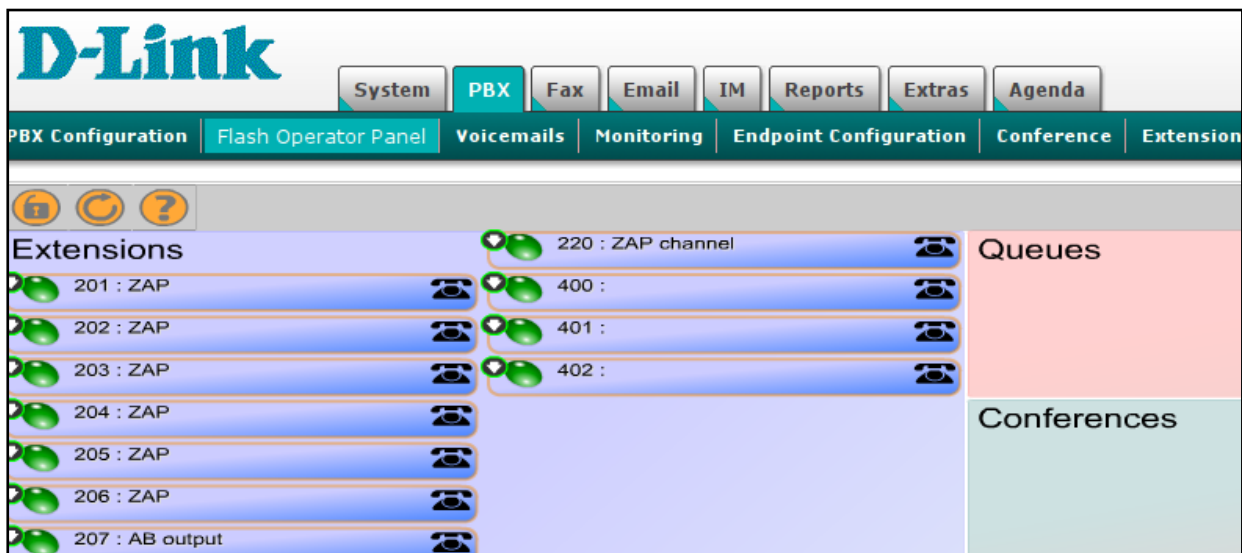 D-Link
System PBX Fax Email IM Reports Extras Agenda
PBX Configuration Flash Operator Panel Voicemails Monitoring Endpoint Configuration Conference Extension
Extensions
201 : ZAP
202 : ZAP
203 : ZAP
204 : ZAP
205 : ZAP
206 : ZAP
207 : AB output
220 : ZAP channel
400 :
401 :
402 :
Queues
Conferences